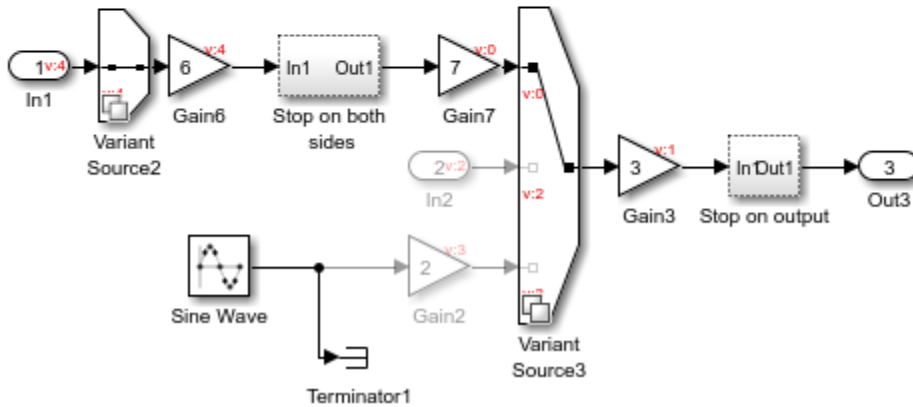 v:4
v:0
1 v:4
6
In1 Out1
7
In1
Gain6
Stop on both
sides
Gain7
v:0
Variant
Source2
2 v:2
v:1
3
In1 Out1
3
In2
v:2
Gain3
Stop on output
Out3
v:3
2
Sine Wave
Gain2
Variant
Source3
Terminator1